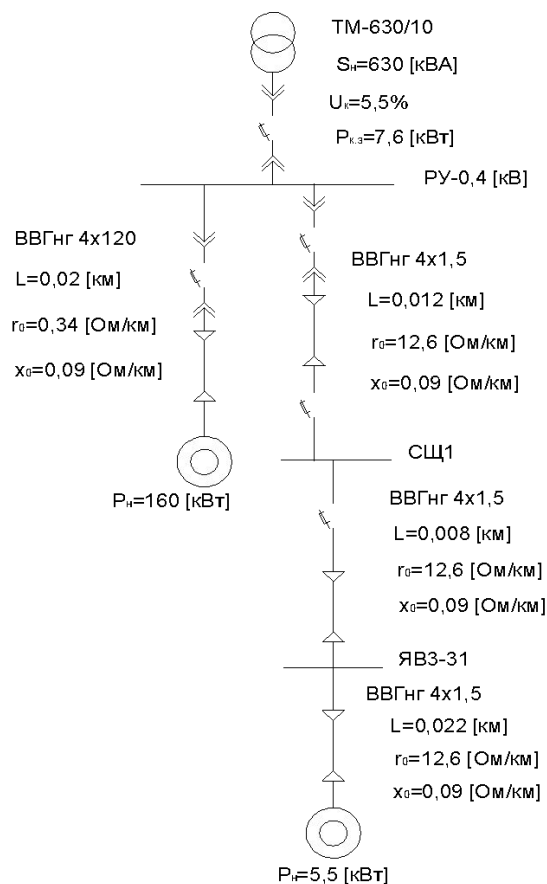 ТМ-630/10
Sн=630 [кВА]
Uк=5,5%
Pк.з=7,6 [кВт]
РУ-0,4 [кВ]
ВВГнг 4х120
L=0,02 [км]
r0=0,34 [Ом/км]
x0=0,09 [Ом/км]
Pн=160 [кВт]
ВВГнг 4х1,5
L=0,012 [км]
r0=12,6 [Ом/км]
x0=0,09 [Ом/км]
СЩ1
ВВГнг 4х1,5
L=0,008 [км]
r0=12,6 [Ом/км]
x0=0,09 [Ом/км]
ЯВЗ-31
ВВГнг 4х1,5
L=0,022 [км]
r0=12,6 [Ом/км]
x0=0,09 [Ом/км]
Pн=5,5 [кВт]